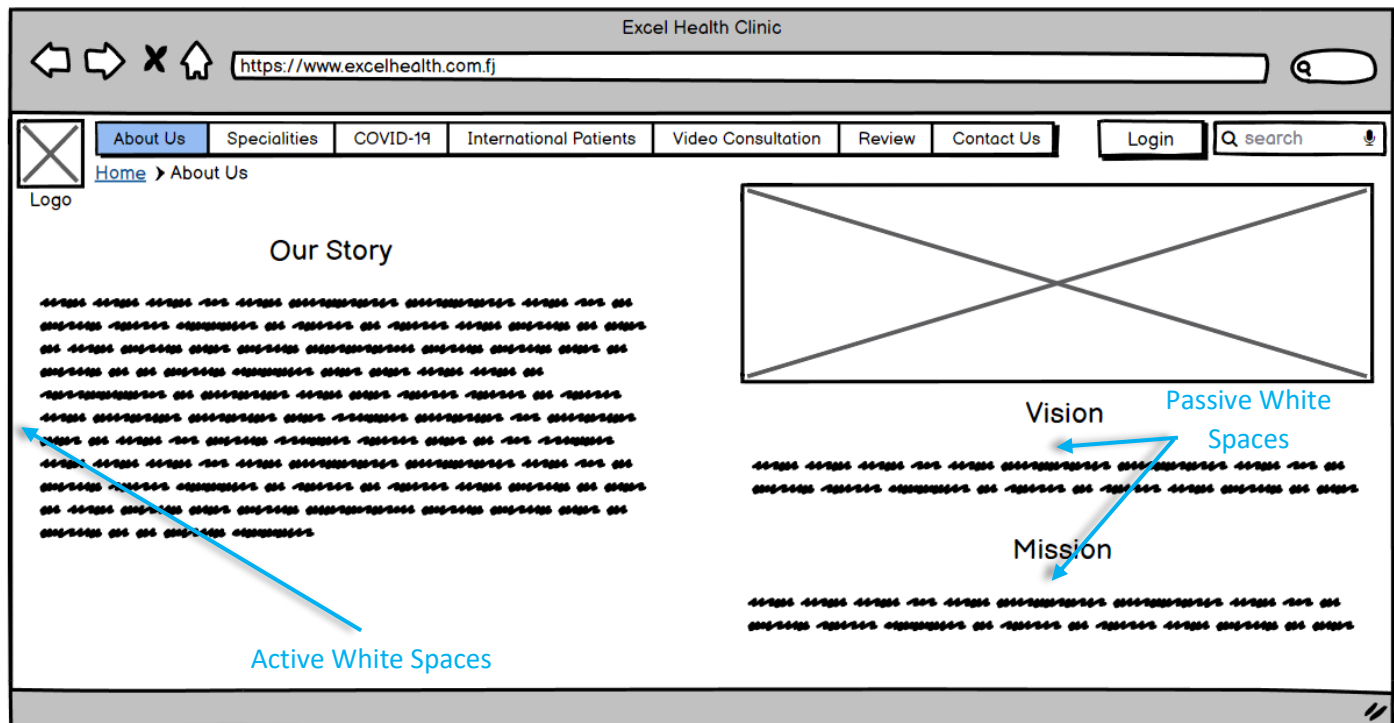 Excel Health Clinic
https://www.excelhealth.com.fj
About Us Specialities COVID-19 International Patients Video Consultation Review Contact Us Login search
Home About Us
Logo
Our Story
Vision
Passive White
Spaces
Mission
Active White Spaces